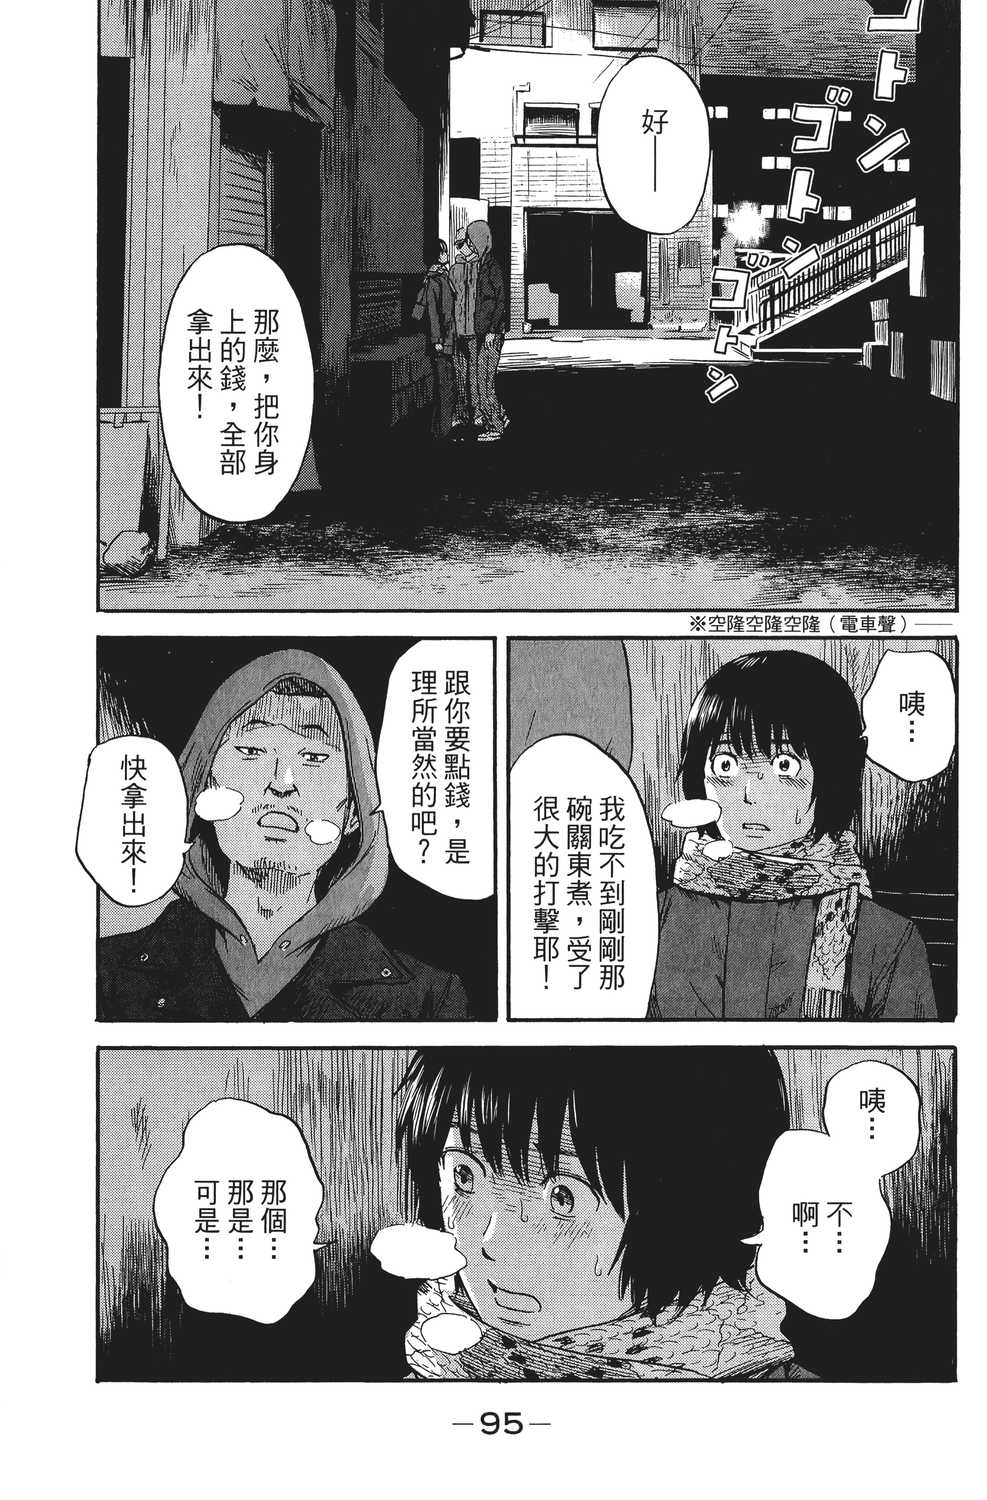 好——
ゴトン
ゴトン
ゴトン
那麼，把你身
上的錢，全部
拿出來！
※空隆空隆空隆（電車聲）——
咦…
我吃不到剛剛那
碗關東煮，受了
很大的打擊耶！
跟你要點錢，是
理所當然的吧？
快拿出來！
咦…
不…
啊…
那個…
那是…
可是…
－95－